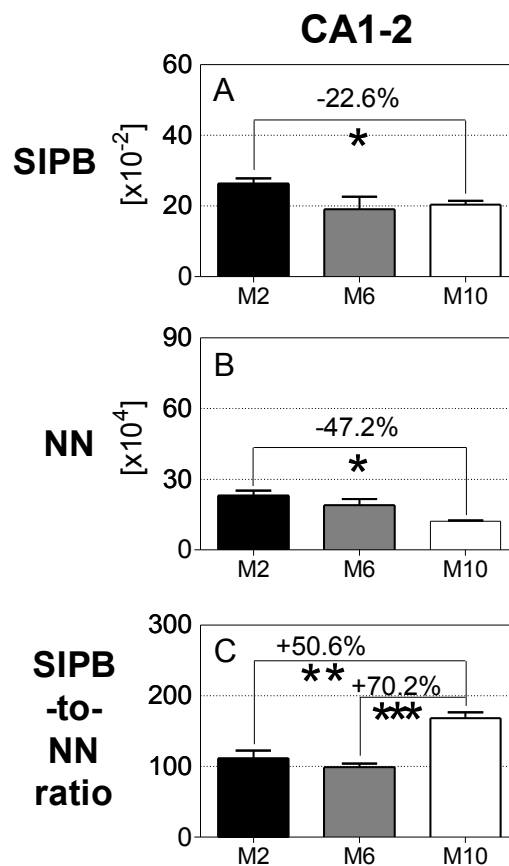 CA1-2
60
A
-22.6%
40
*
SIPB
[x10⁻²]
20
0
M2 M6 M10
90
B
60
-47.2%
NN
[x10⁴]
*
30
0
M2 M6 M10
300
C
+50.6%
SIPB
-to-
NN
ratio
**
200
+70.2%
***
100
0
M2 M6 M10